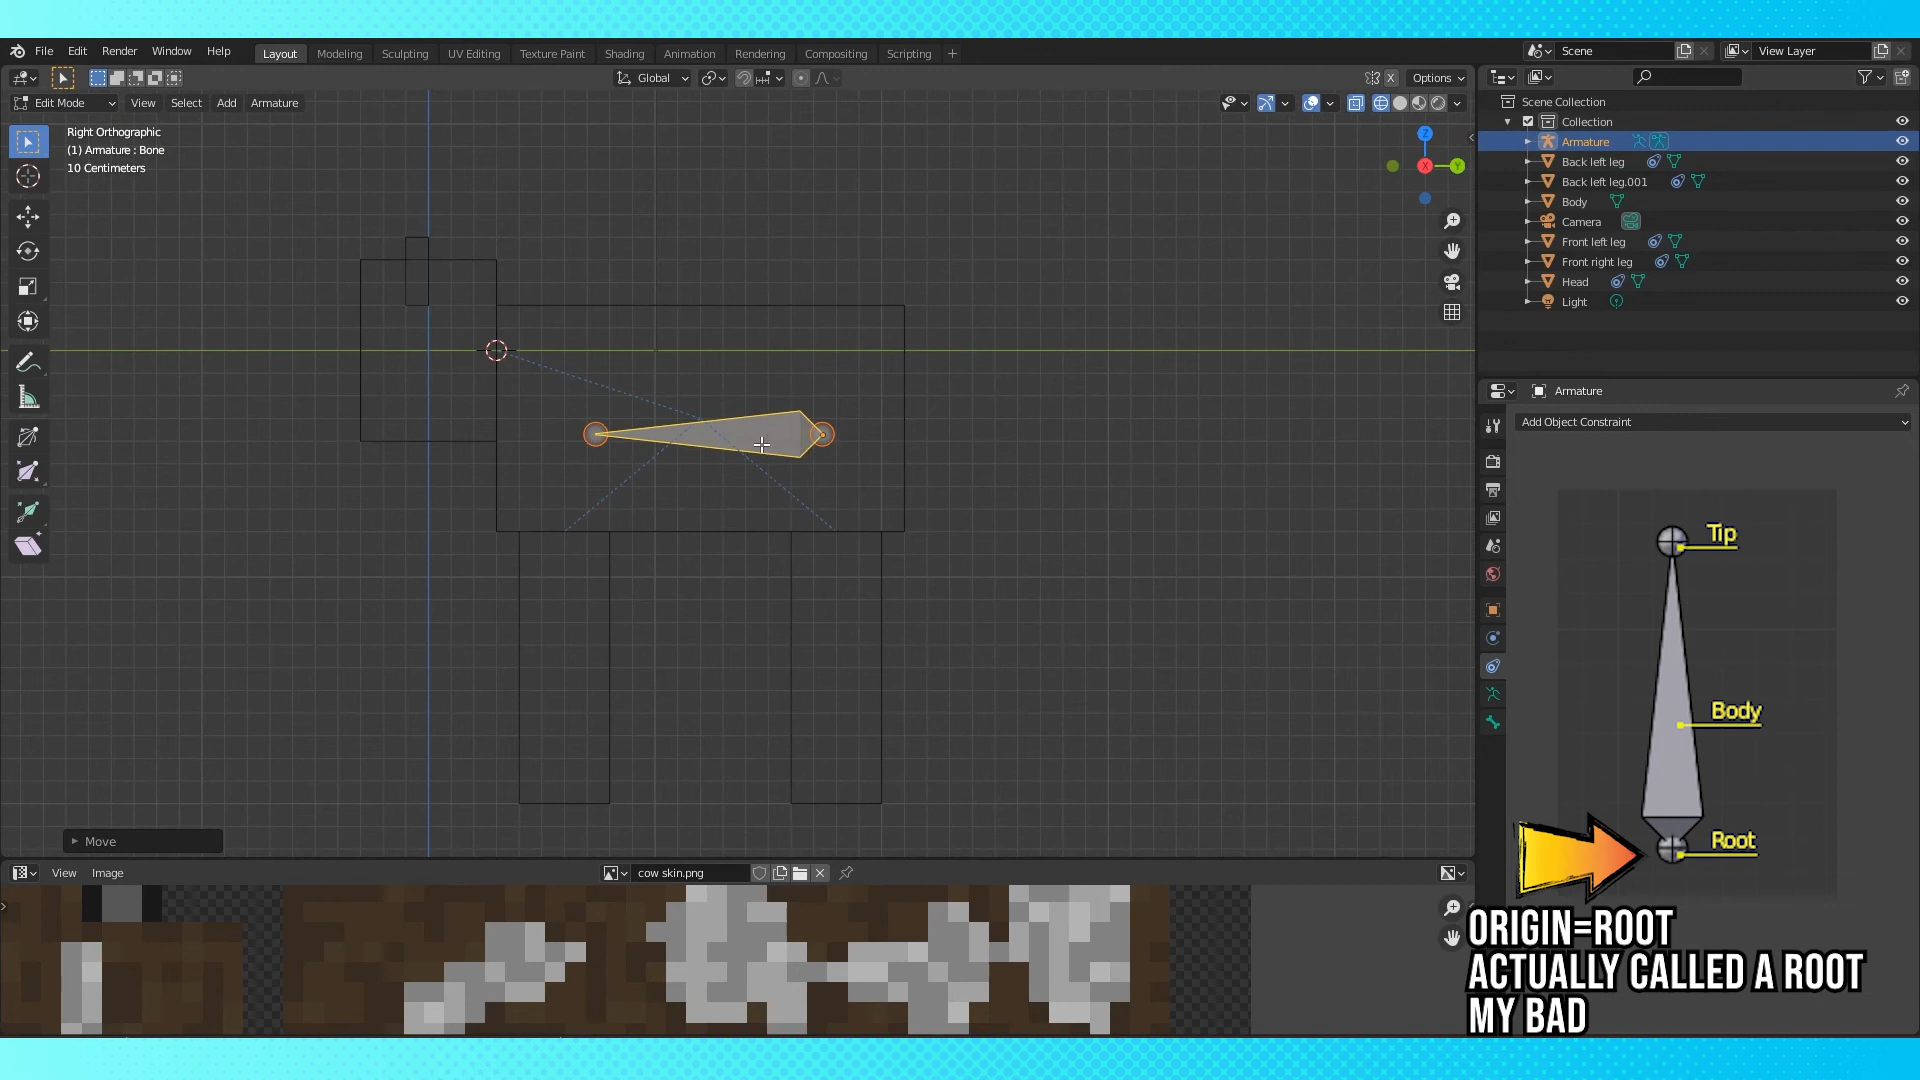 File Edit Render Window Help
Layout Modeling Sculpting UV Editing Texture Paint Shading Animation Rendering Compositing Scripting +
Scene
View Layer
Global
Options
Edit Mode View Select Add Armature
Right Orthographic
(1) Armature : Bone
10 Centimeters
Z
X
Y
Scene Collection
Collection
Armature
Back left leg
Back left leg.001
Body
Camera
Front left leg
Front right leg
Head
Light
Armature
Add Object Constraint
Tip
Body
Root
Move
View Image
cow skin.png
ORIGIN=ROOT
ACTUALLY CALLED A ROOT
MY BAD